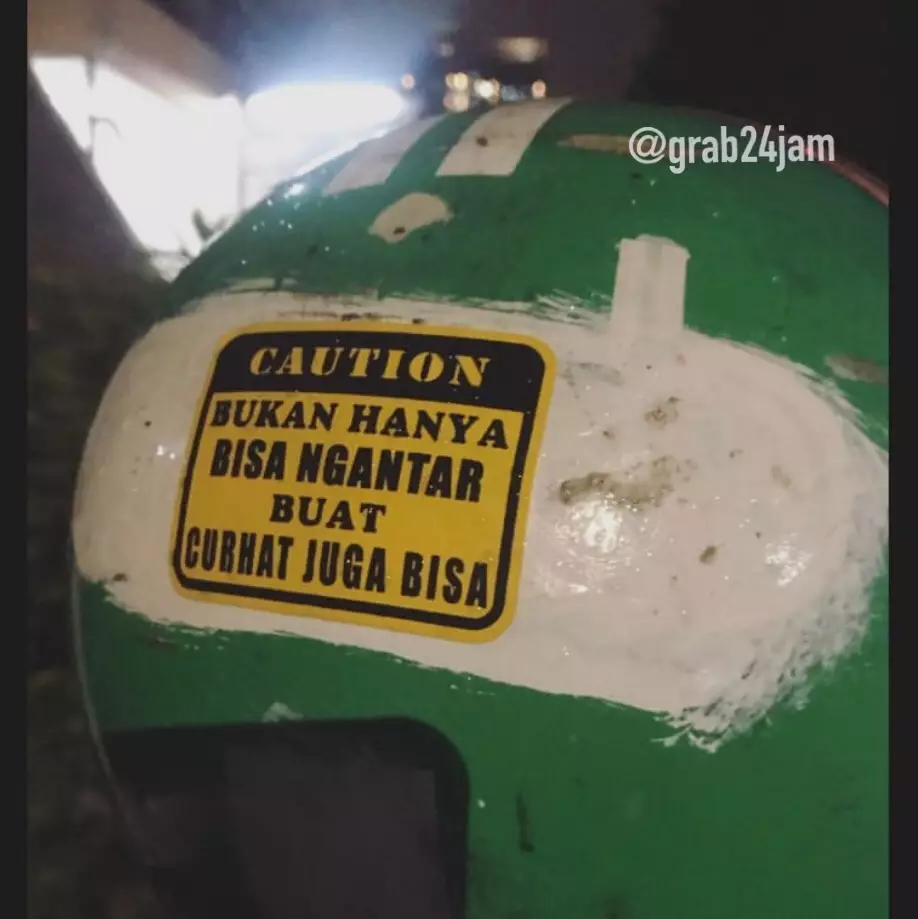 @grab24jam
CAUTION
BUKAN HANYA
BISA NGANTAR
BUAT
CURHAT JUGA BISA